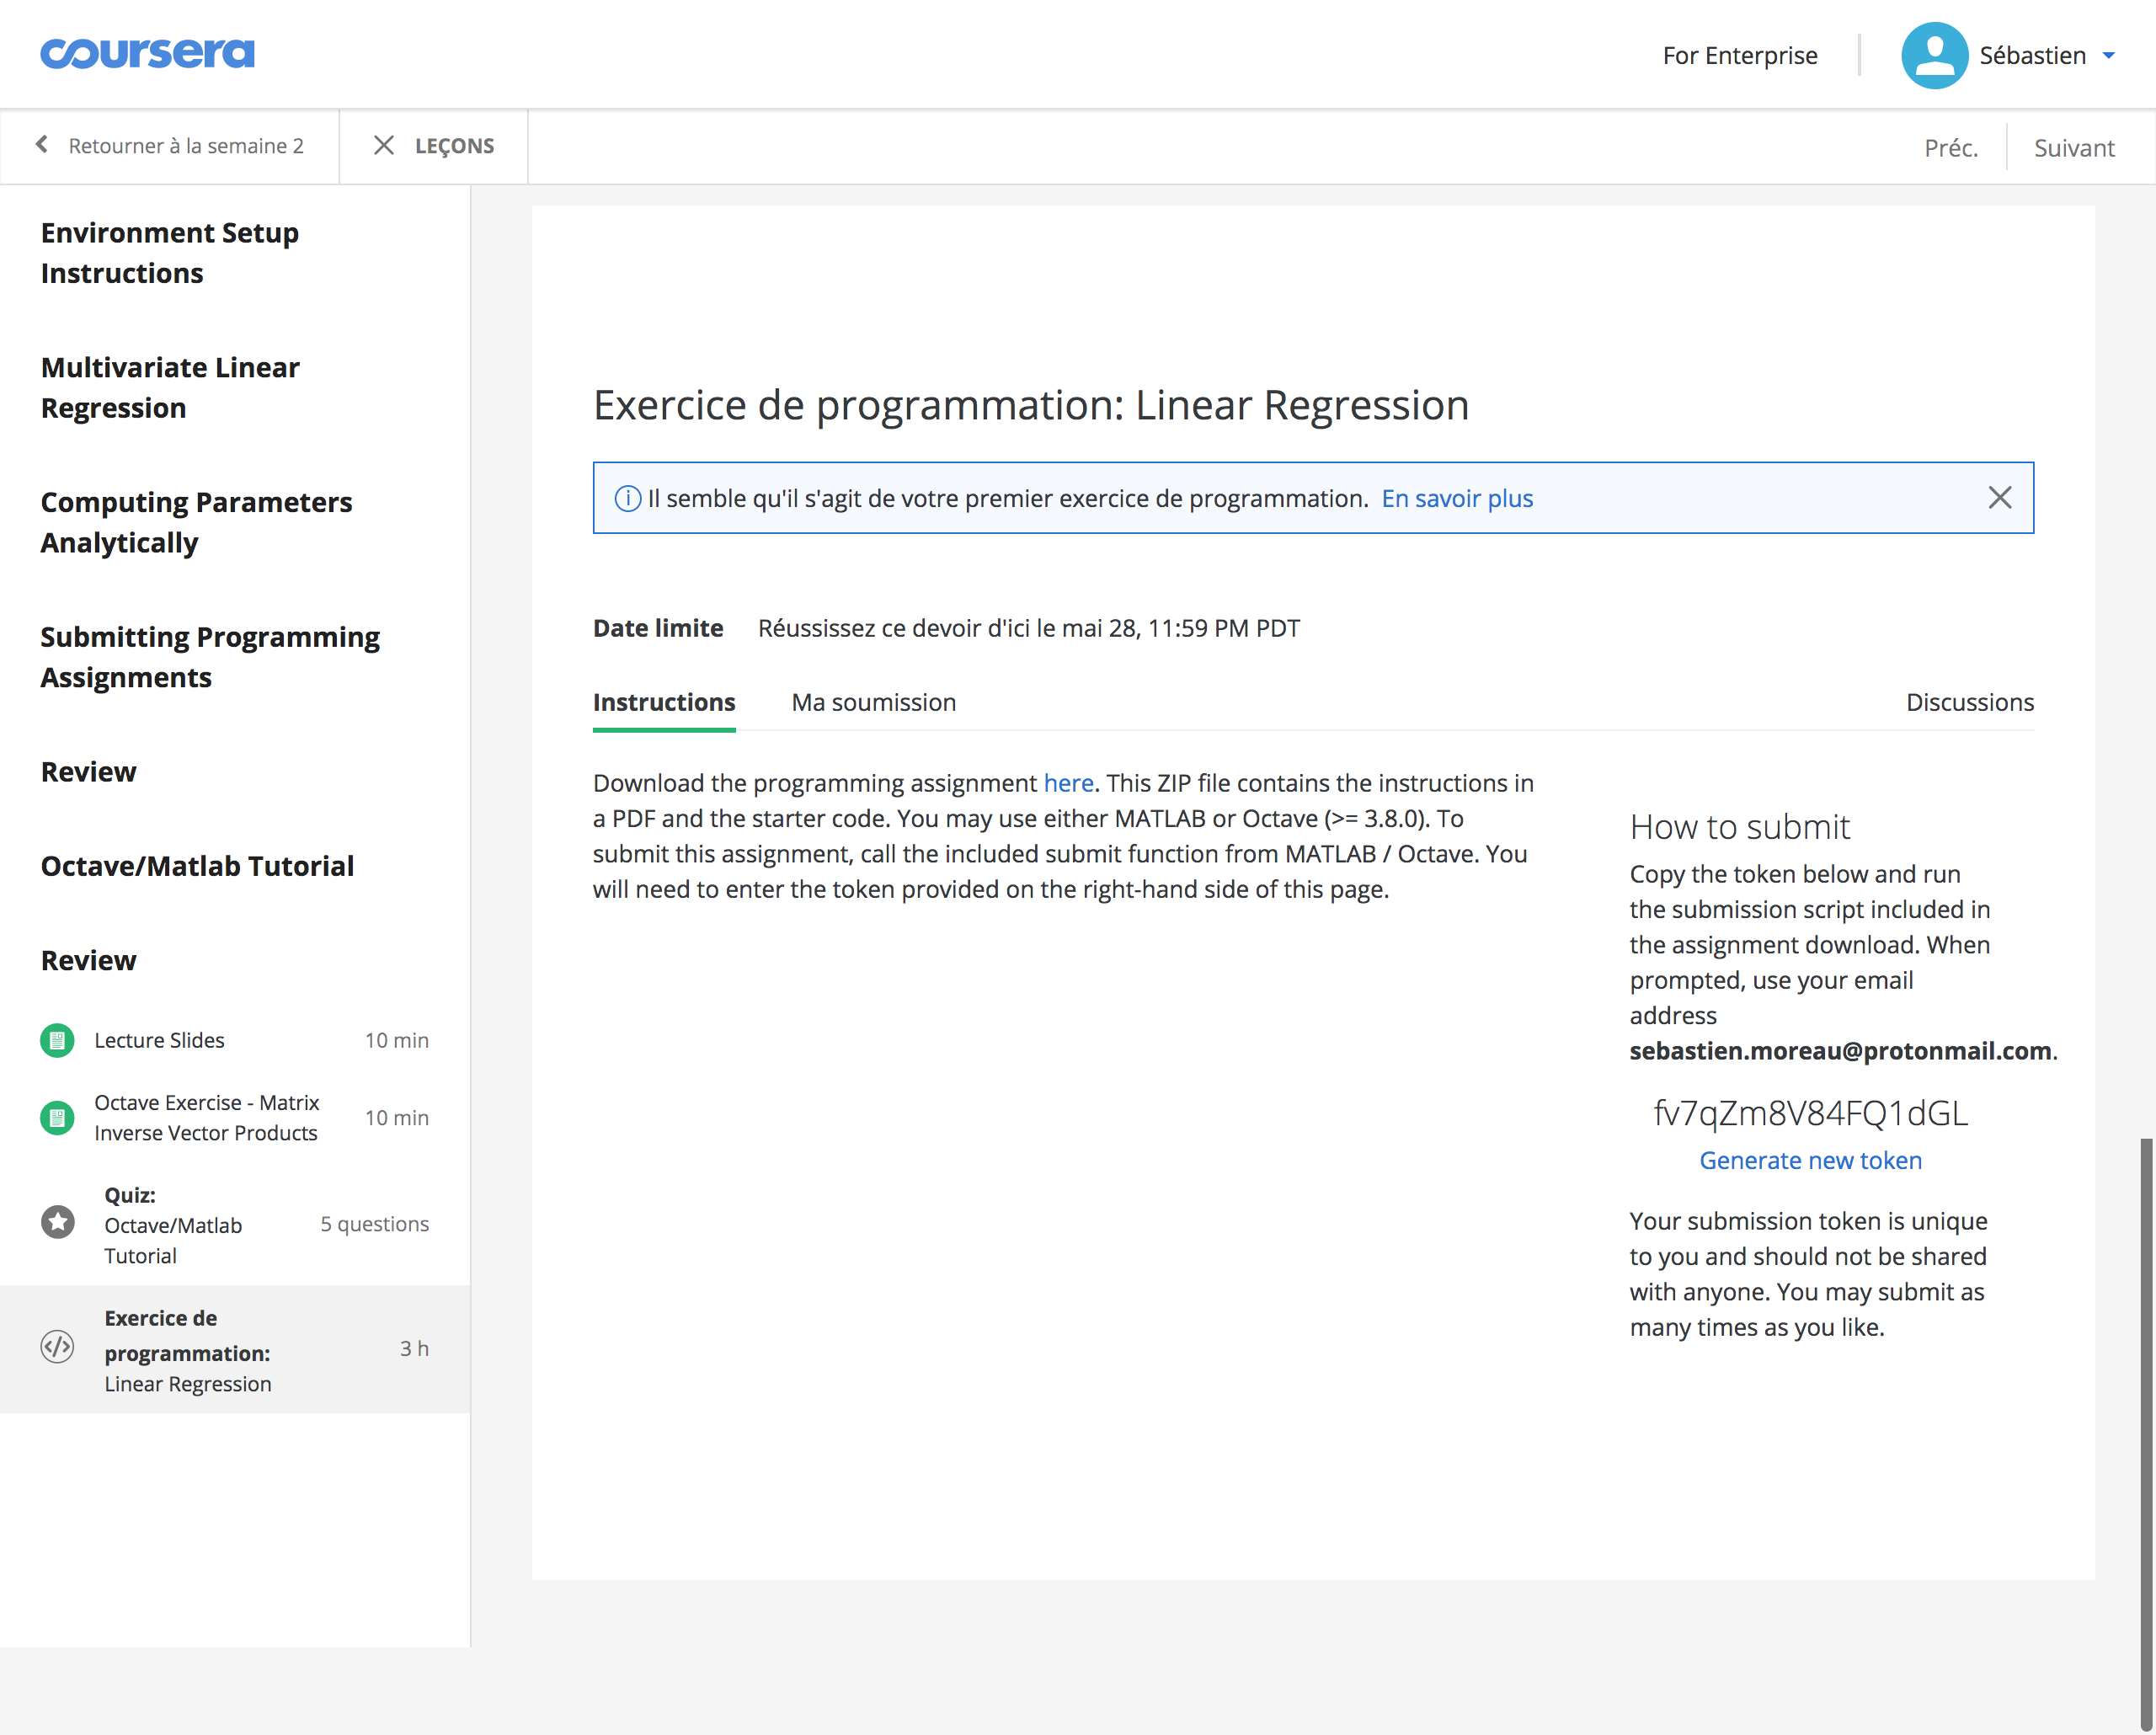 coursera
For Enterprise
Sébastien
Retourner à la semaine 2
LEÇONS
Préc.
Suivant
Environment Setup
Instructions
Multivariate Linear
Regression
Computing Parameters
Analytically
Submitting Programming
Assignments
Review
Octave/Matlab Tutorial
Review
Lecture Slides 10 min
Octave Exercise - Matrix
Inverse Vector Products
10 min
Quiz:
Octave/Matlab
Tutorial
5 questions
Exercice de
programmation:
Linear Regression
3 h
Exercice de programmation: Linear Regression
Il semble qu'il s'agit de votre premier exercice de programmation. En savoir plus
Date limite Réussissez ce devoir d'ici le mai 28, 11:59 PM PDT
Instructions Ma soumission Discussions
Download the programming assignment here. This ZIP file contains the instructions in
a PDF and the starter code. You may use either MATLAB or Octave (>= 3.8.0). To
submit this assignment, call the included submit function from MATLAB / Octave. You
will need to enter the token provided on the right-hand side of this page.
How to submit
Copy the token below and run
the submission script included in
the assignment download. When
prompted, use your email
address
sebastien.moreau@protonmail.com.
fv7qZm8V84FQ1dGL
Generate new token
Your submission token is unique
to you and should not be shared
with anyone. You may submit as
many times as you like.